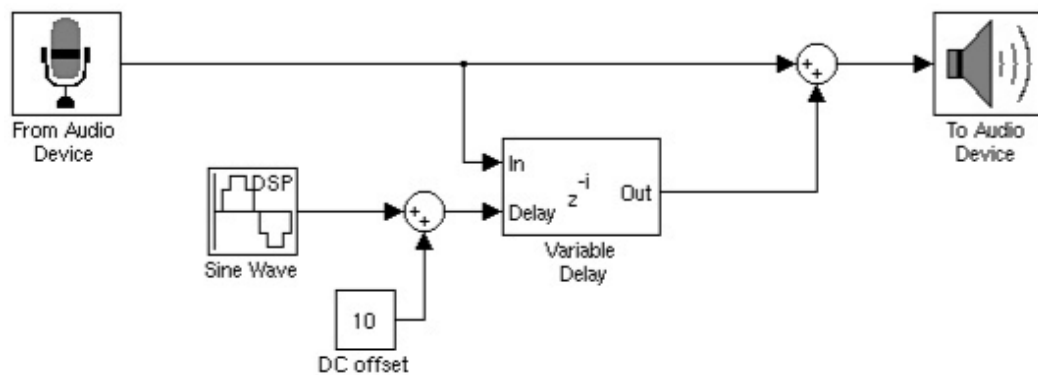 From Audio
Device
+
+
To Audio
Device
In
Delay
z-i
Out
Variable
Delay
DSP
Sine Wave
+
+
10
DC offset